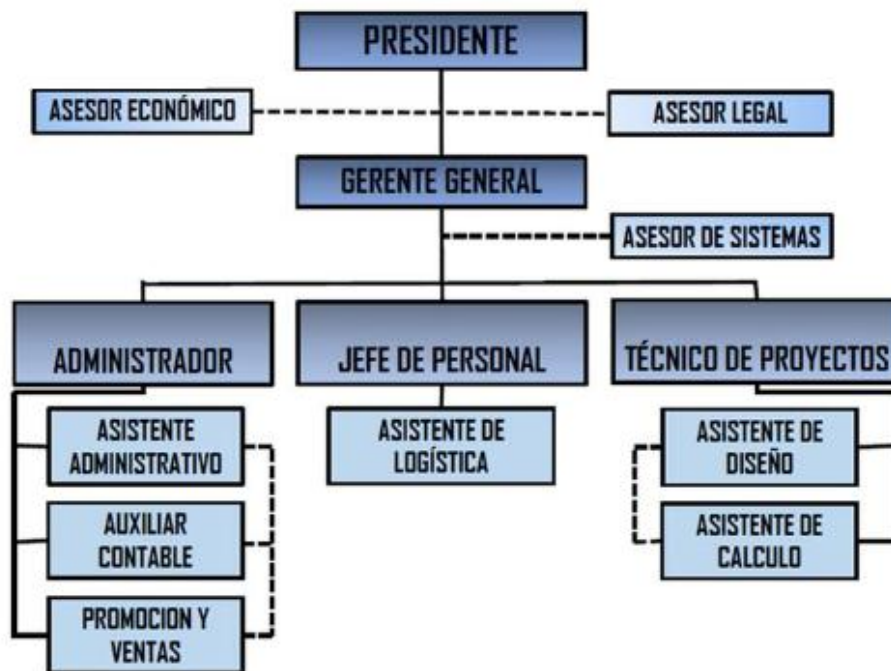 PRESIDENTE
ASESOR ECONÓMICO
ASESOR LEGAL
GERENTE GENERAL
ASESOR DE SISTEMAS
ADMINISTRADOR
JEFE DE PERSONAL
TÉCNICO DE PROYECTOS
ASISTENTE
ADMINISTRATIVO
AUXILIAR
CONTABLE
PROMOCION Y
VENTAS
ASISTENTE DE
LOGÍSTICA
ASISTENTE DE
DISEÑO
ASISTENTE DE
CALCULO